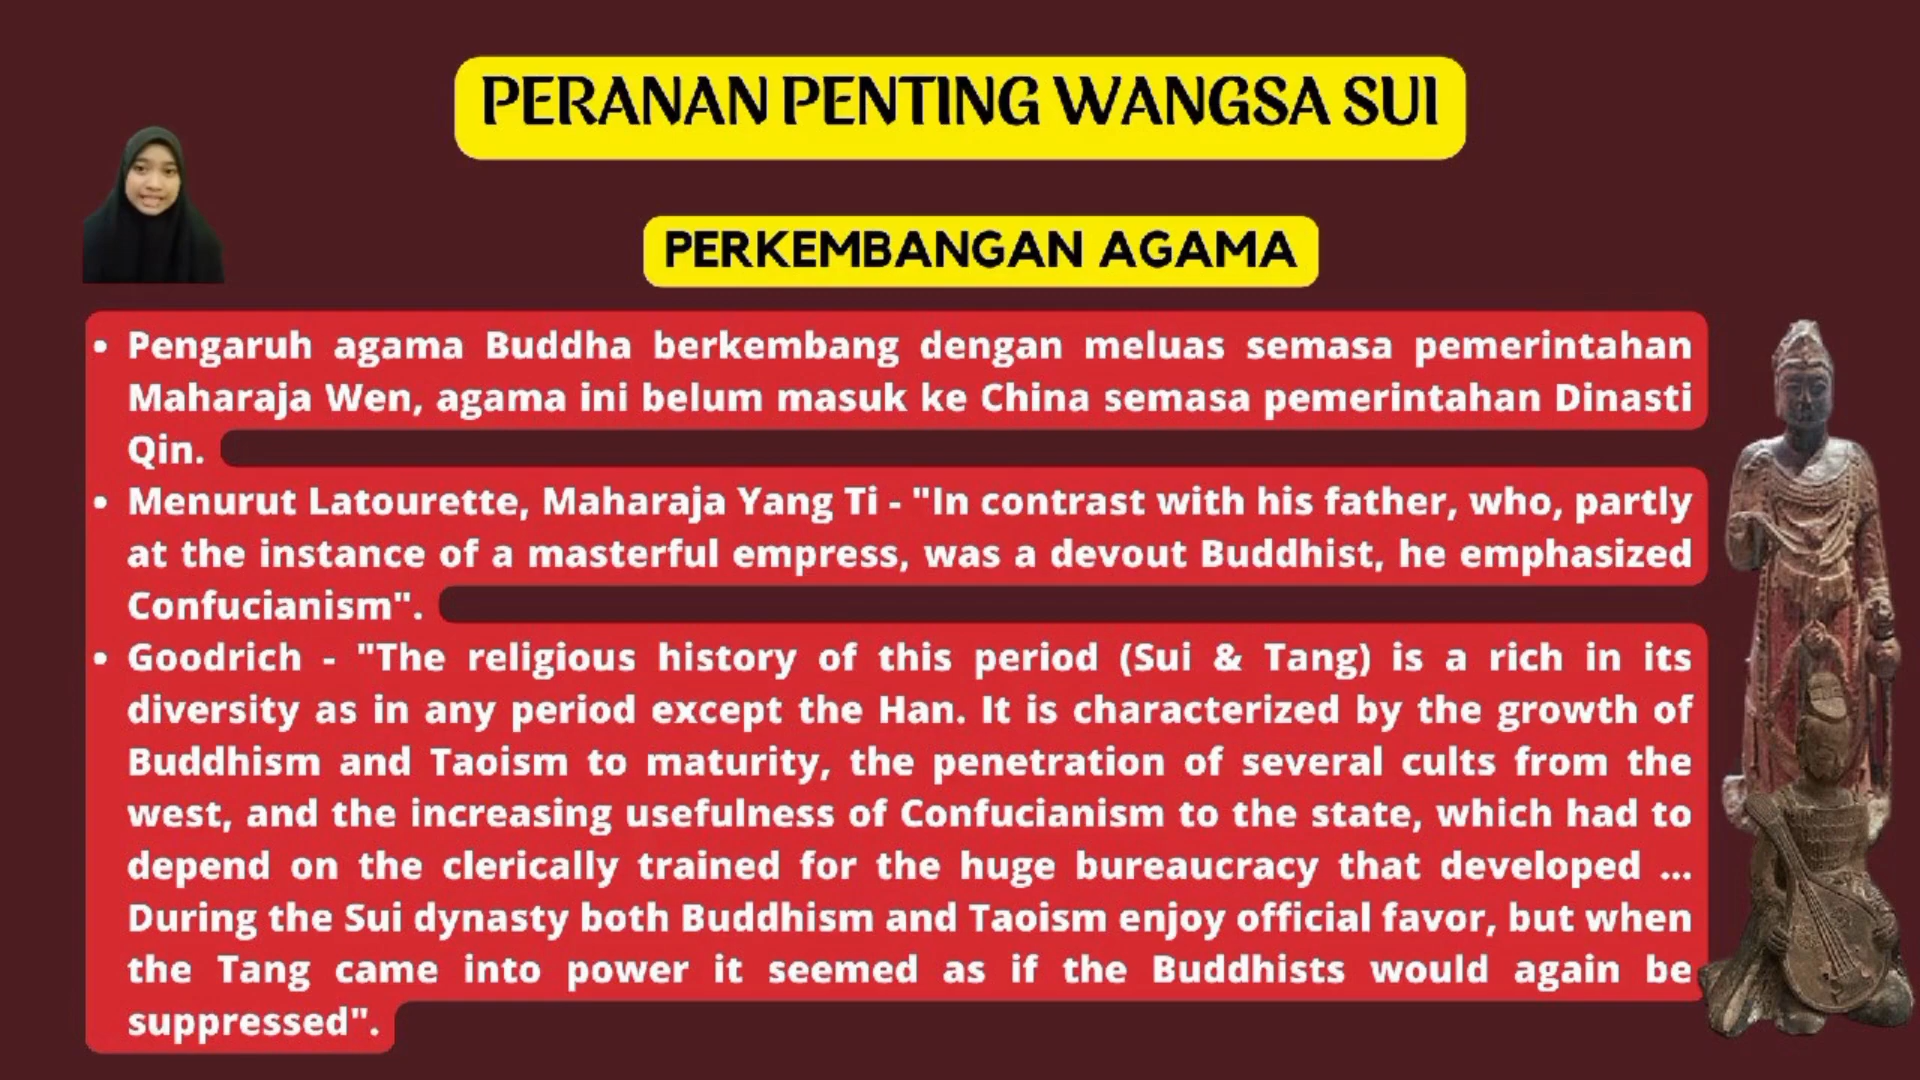 PERANAN PENTING WANGSA SUI
PERKEMBANGAN AGAMA
• Pengaruh agama Buddha berkembang dengan meluas semasa pemerintahan
Maharaja Wen, agama ini belum masuk ke China semasa pemerintahan Dinasti
Qin.
• Menurut Latourette, Maharaja Yang Ti - "In contrast with his father, who, partly
at the instance of a masterful empress, was a devout Buddhist, he emphasized
Confucianism".
• Goodrich - "The religious history of this period (Sui & Tang) is a rich in its
diversity as in any period except the Han. It is characterized by the growth of
Buddhism and Taoism to maturity, the penetration of several cults from the
west, and the increasing usefulness of Confucianism to the state, which had to
depend on the clerically trained for the huge bureaucracy that developed ...
During the Sui dynasty both Buddhism and Taoism enjoy official favor, but when
the Tang came into power it seemed as if the Buddhists would again be
suppressed".